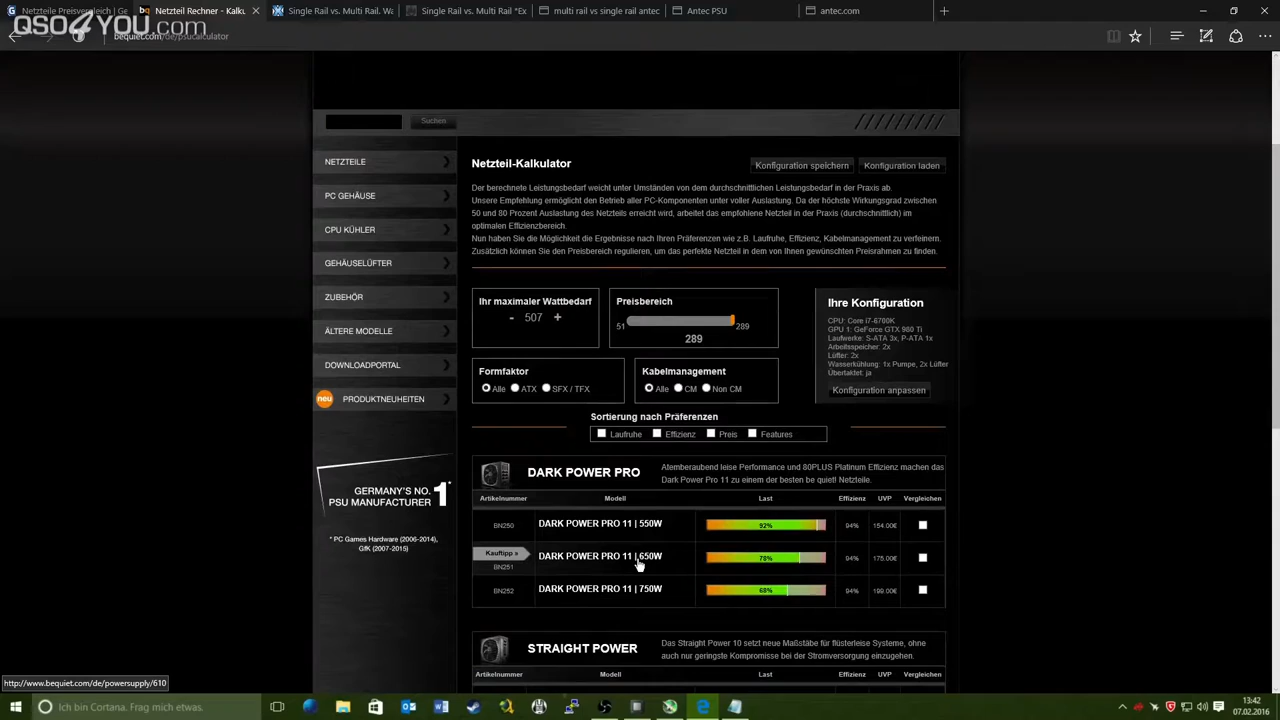 QSO4YOU.com
Netzteil Preisvergleich | Ge
Netzteil Rechner - Kalku
Single Rail vs. Multi Rail. Wo
Single Rail vs. Multi Rail *Ex
multi rail vs single rail antec
Antec PSU
antec.com
bequiet.com/de/psucalculator
Suchen
NETZTEILE
PC GEHÄUSE
CPU KÜHLER
GEHÄUSELÜFTER
ZUBEHÖR
ÄLTERE MODELLE
DOWNLOADPORTAL
neu PRODUKTNEUHEITEN
GERMANY'S NO. 1*
PSU MANUFACTURER
* PC Games Hardware (2006-2014),
GfK (2007-2015)
Netzteil-Kalkulator
Konfiguration speichern Konfiguration laden
Der berechnete Leistungsbedarf weicht unter Umständen von dem durchschnittlichen Leistungsbedarf in der Praxis ab.
Unsere Empfehlung ermöglicht den Betrieb aller PC-Komponenten unter voller Auslastung. Da der höchste Wirkungsgrad zwischen
50 und 80 Prozent Auslastung des Netzteils erreicht wird, arbeitet das empfohlene Netzteil in der Praxis (durchschnittlich) im
optimalen Effizienzbereich.
Nun haben Sie die Möglichkeit die Ergebnisse nach Ihren Präferenzen wie z.B. Laufruhe, Effizienz, Kabelmanagement zu verfeinern.
Zusätzlich können Sie den Preisbereich regulieren, um das perfekte Netzteil in dem von Ihnen gewünschten Preisrahmen zu finden.
Ihr maximaler Wattbedarf
- 507 +
Preisbereich
51 289
289
Formfaktor
Alle ATX SFX / TFX
Kabelmanagement
Alle CM Non CM
Ihre Konfiguration
CPU: Core i7-6700K
GPU 1: GeForce GTX 980 Ti
Laufwerke: S-ATA 3x, P-ATA 1x
Arbeitsspeicher: 2x
Lüfter: 2x
Wasserkühlung: 1x Pumpe, 2x Lüfter
Übertaktet: ja
Konfiguration anpassen
Sortierung nach Präferenzen
Laufruhe Effizienz Preis Features
DARK POWER PRO
Atemberaubend leise Performance und 80PLUS Platinum Effizienz machen das
Dark Power Pro 11 zu einem der besten be quiet! Netzteile.
Artikelnummer Modell Last Effizienz UVP Vergleichen
BN250 DARK POWER PRO 11 | 550W 92% 94% 154.00€
Kauftipp »
BN251 DARK POWER PRO 11 | 650W 78% 94% 175.00€
BN252 DARK POWER PRO 11 | 750W 68% 94% 199.00€
STRAIGHT POWER
Das Straight Power 10 setzt neue Maßstäbe für flüsterleise Systeme, ohne
auch nur geringste Kompromisse bei der Stromversorgung einzugehen.
Artikelnummer Modell Last Effizienz UVP Vergleichen
http://www.bequiet.com/de/powersupply/610
Ich bin Cortana. Frag mich etwas.
13:42
07.02.2016